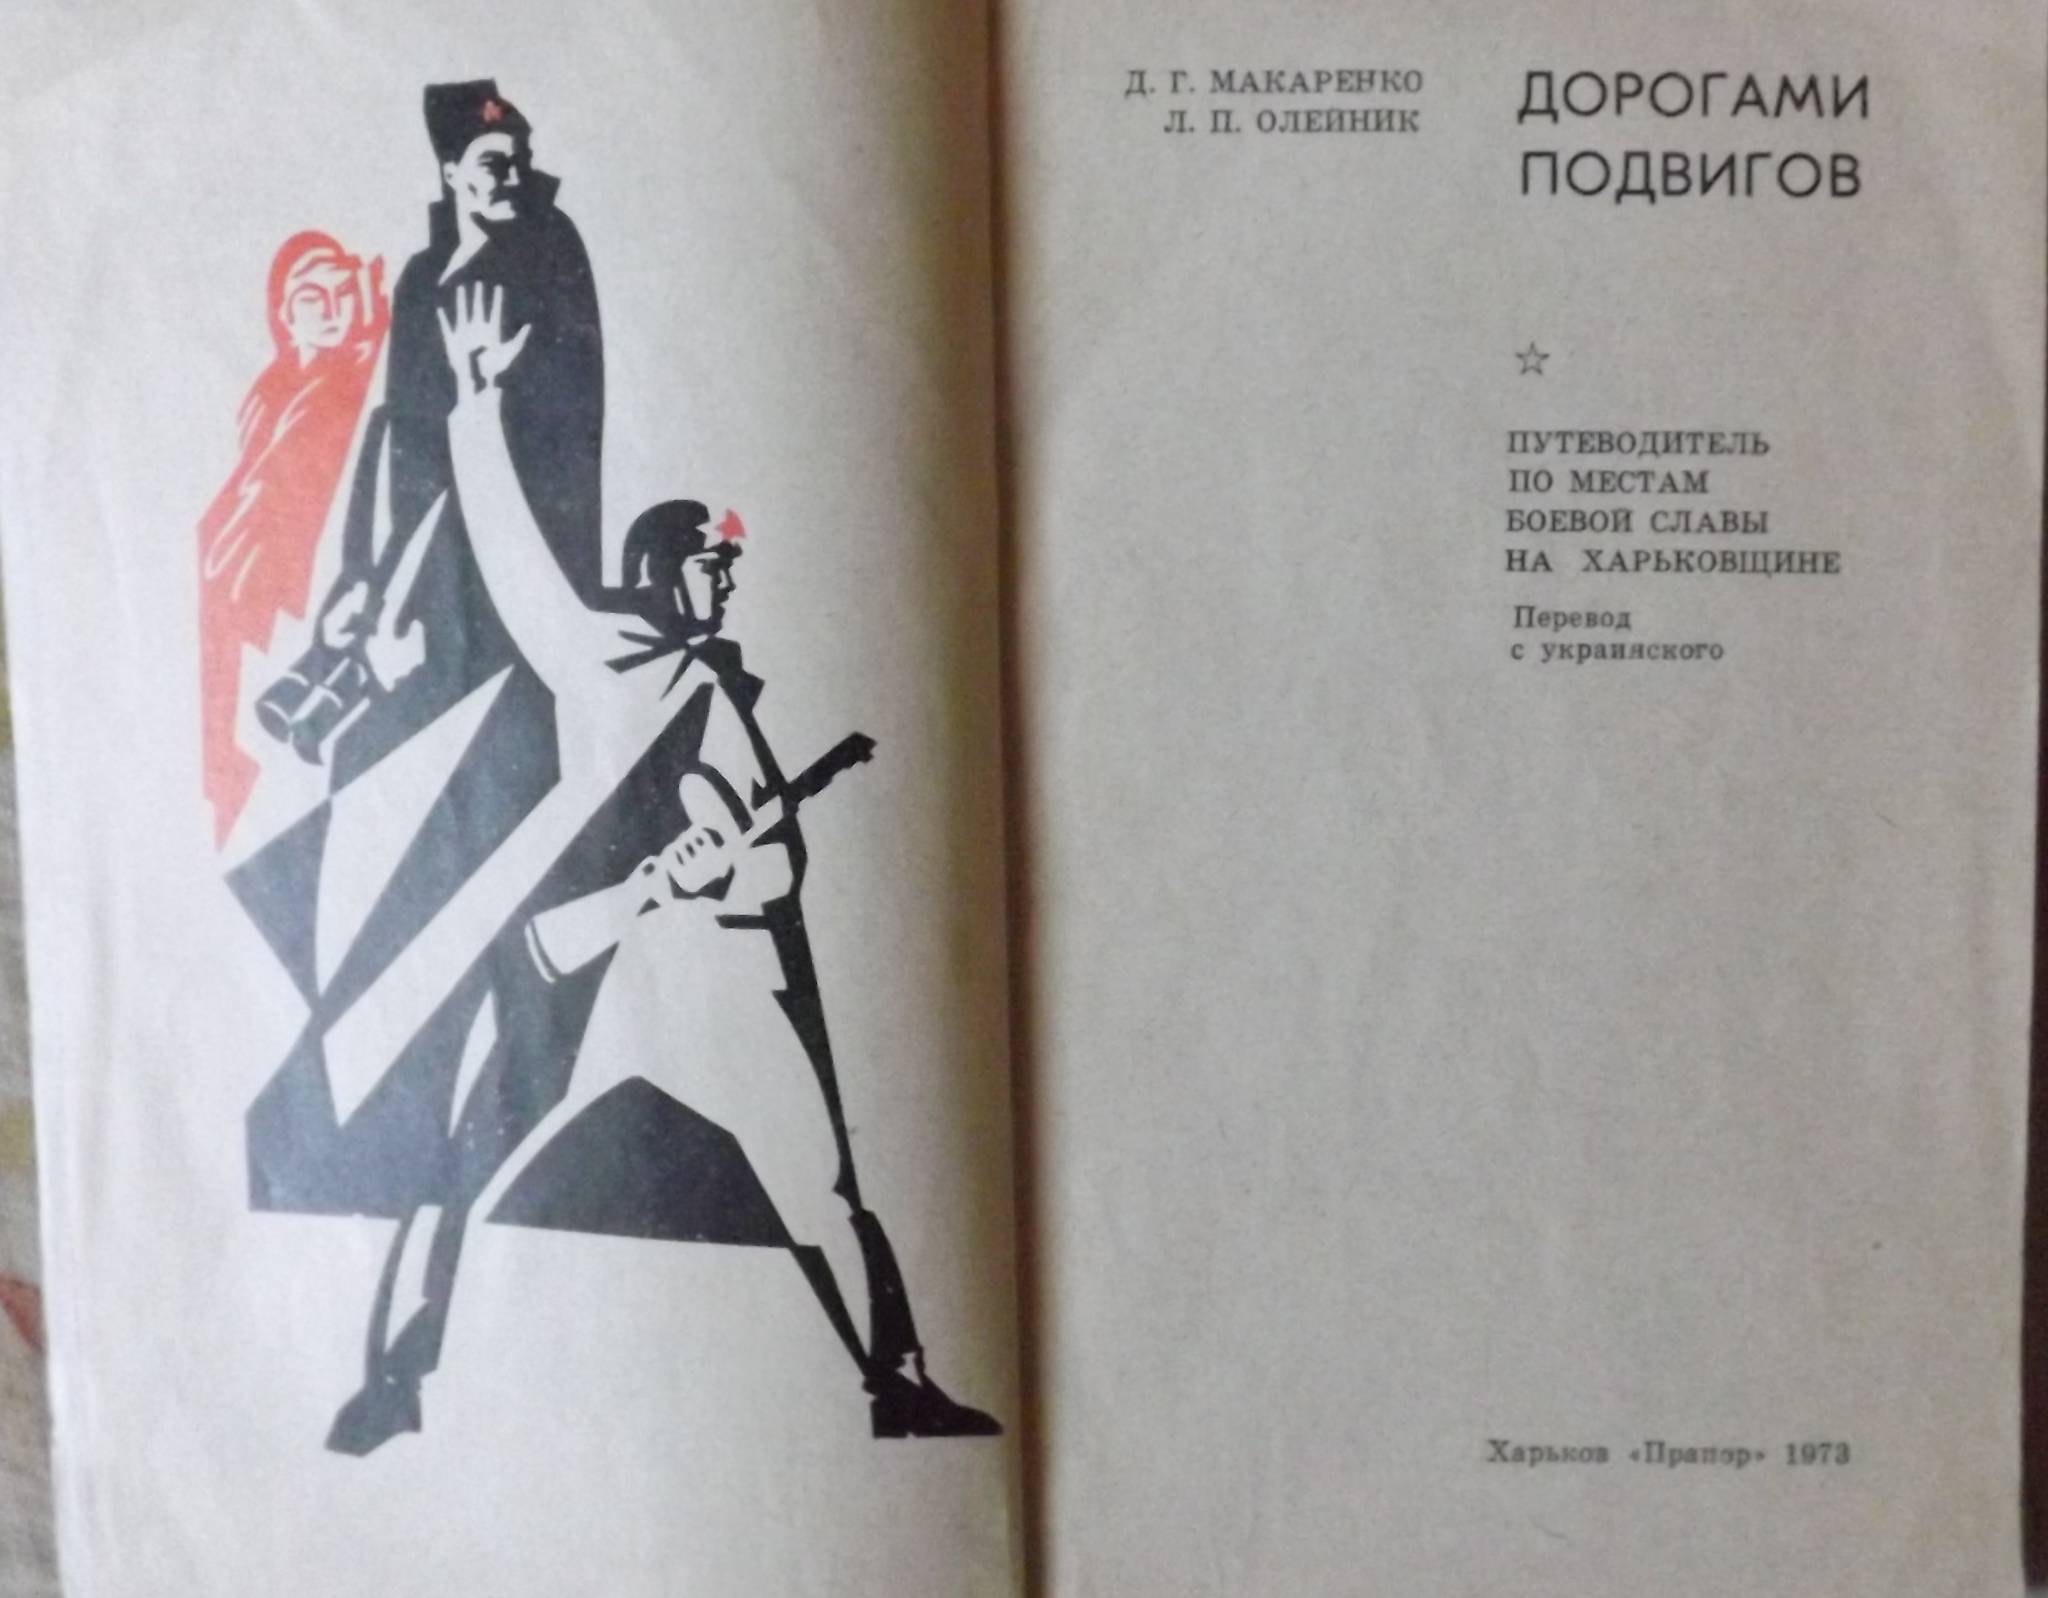 Д. Г. МАКАРЕНКО
Л. П. ОЛЕЙНИК
ДОРОГАМИ
ПОДВИГОВ
ПУТЕВОДИТЕЛЬ
ПО МЕСТАМ
БОЕВОЙ СЛАВЫ
НА ХАРЬКОВЩИНЕ
Перевод
с украинского
Харьков «Прапор» 1973